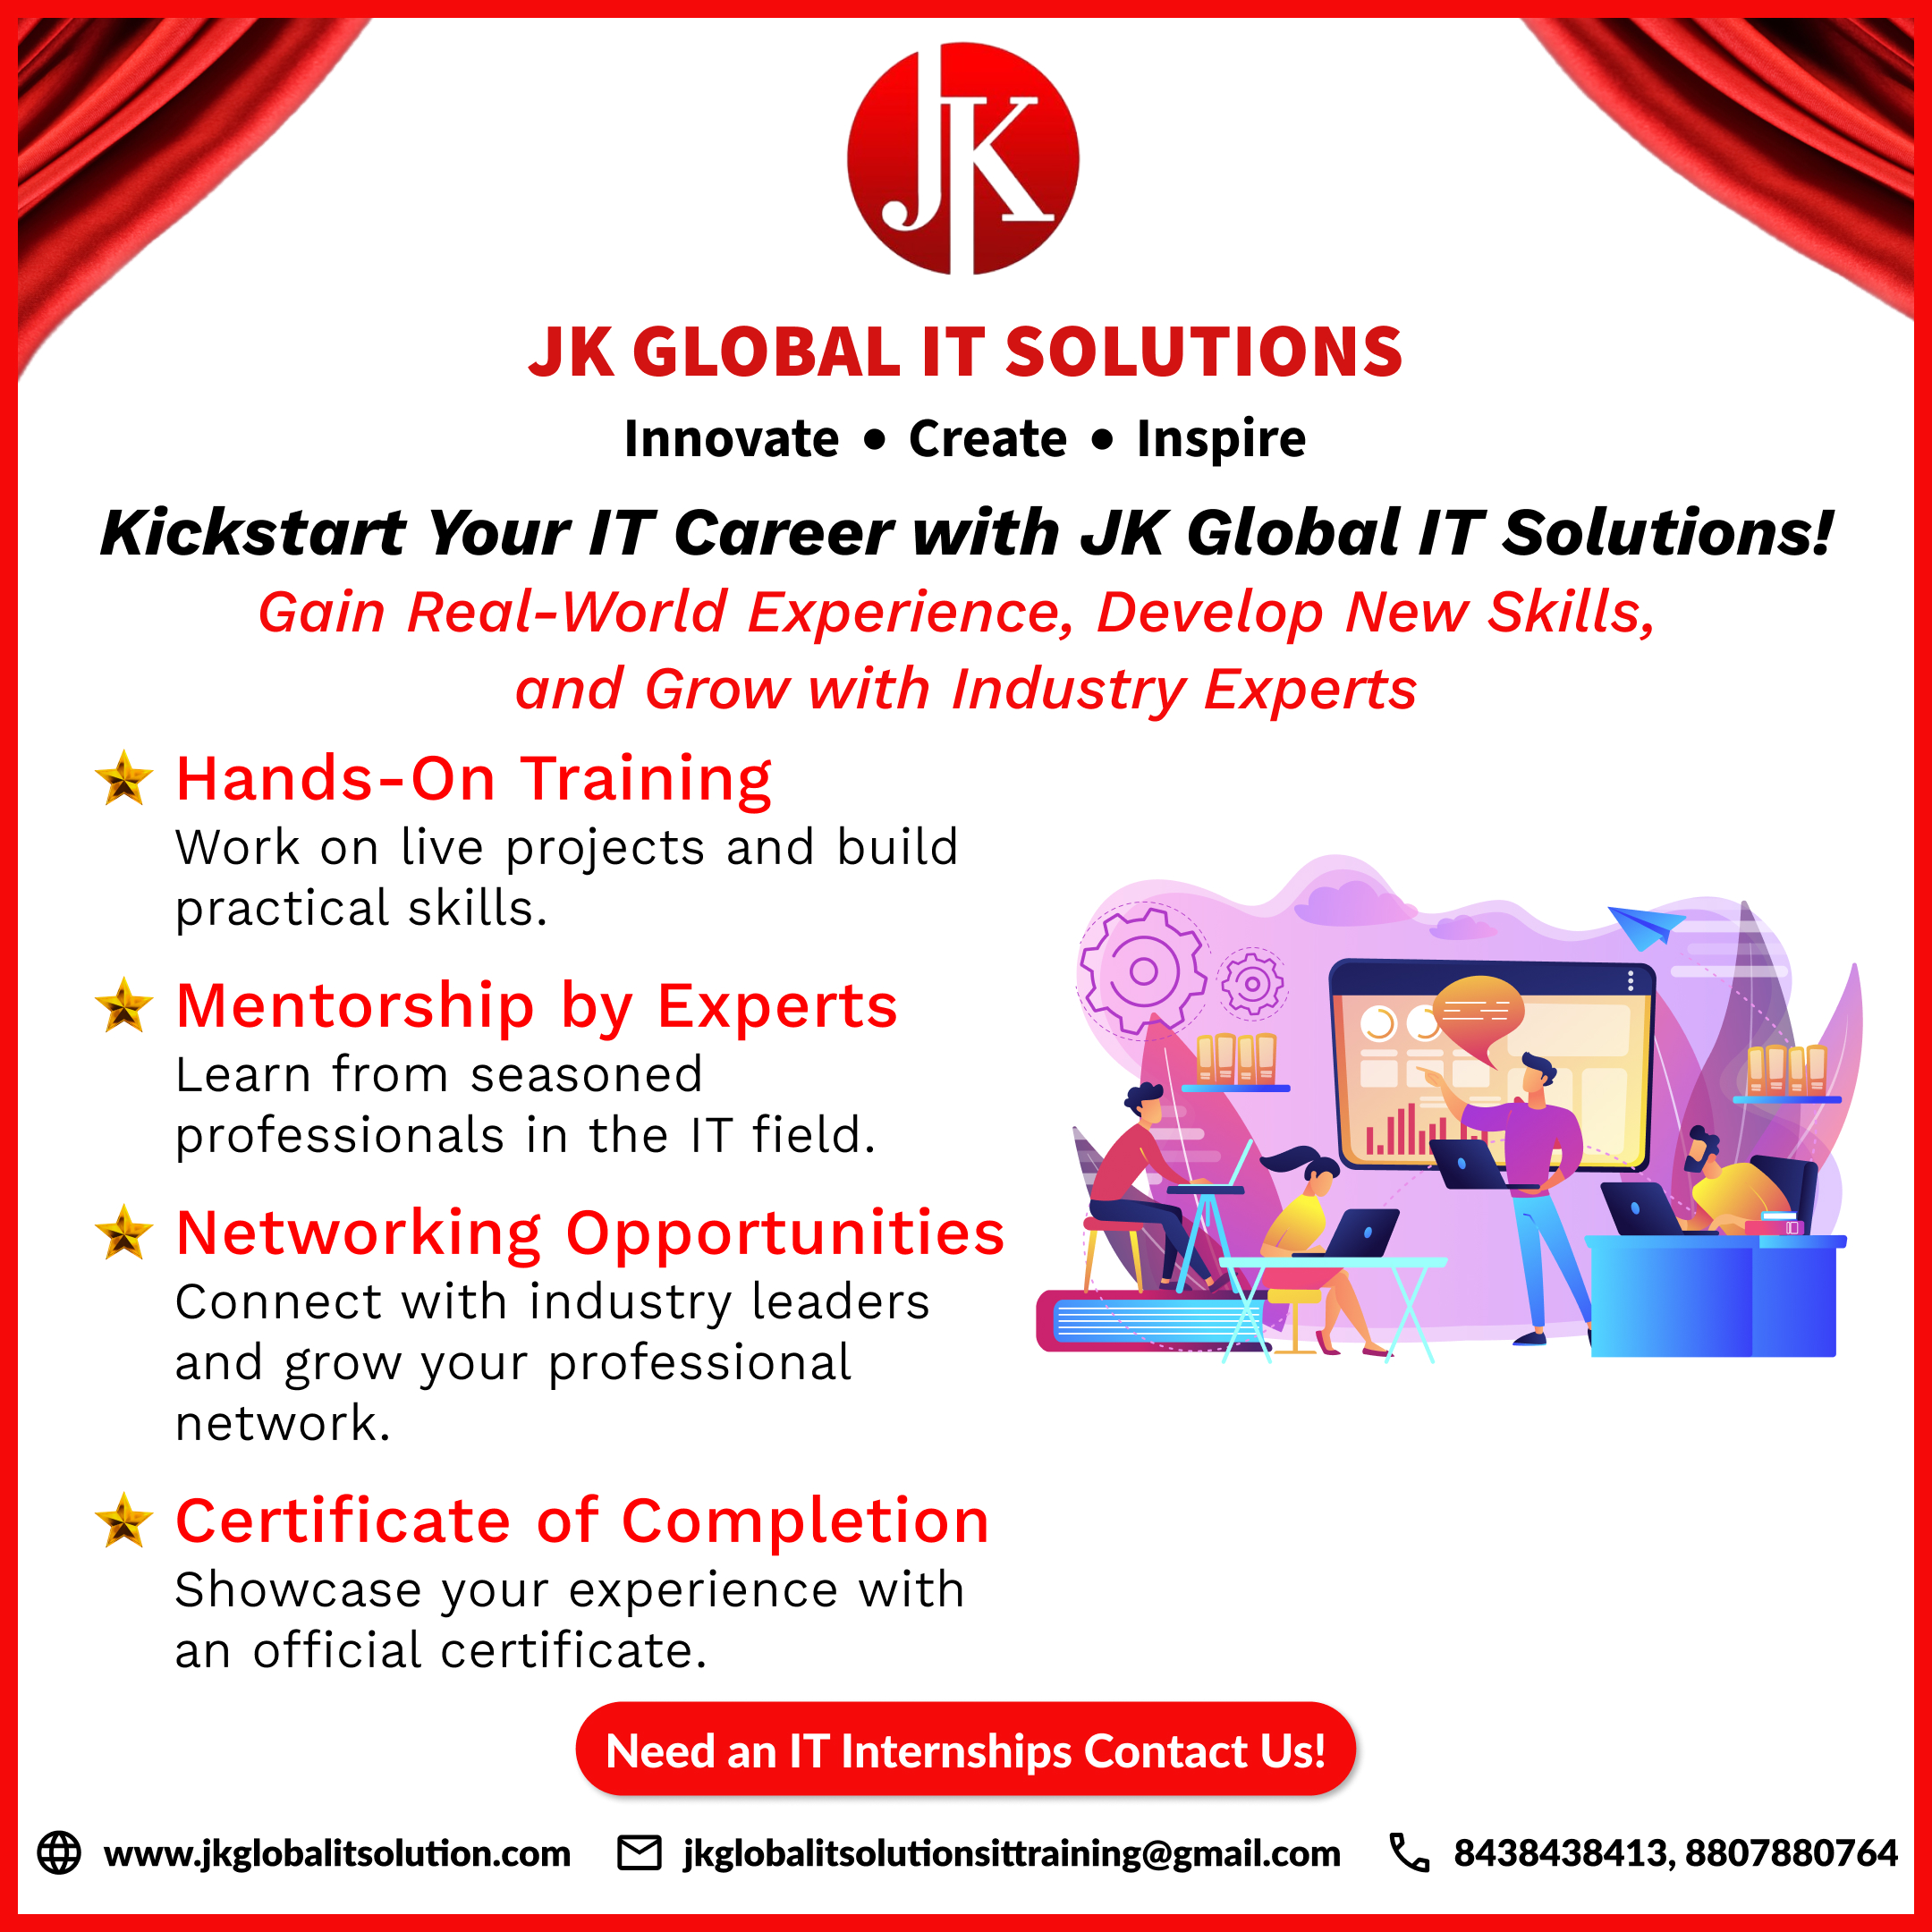 JK
JK GLOBAL IT SOLUTIONS
Innovate • Create • Inspire
Kickstart Your IT Career with JK Global IT Solutions!
Gain Real-World Experience, Develop New Skills,
and Grow with Industry Experts
Hands-On Training
Work on live projects and build
practical skills.
Mentorship by Experts
Learn from seasoned
professionals in the IT field.
Networking Opportunities
Connect with industry leaders
and grow your professional
network.
Certificate of Completion
Showcase your experience with
an official certificate.
Need an IT Internships Contact Us!
www.jkglobalitsolution.com jkglobalitsolutionsittraining@gmail.com 8438438413, 8807880764